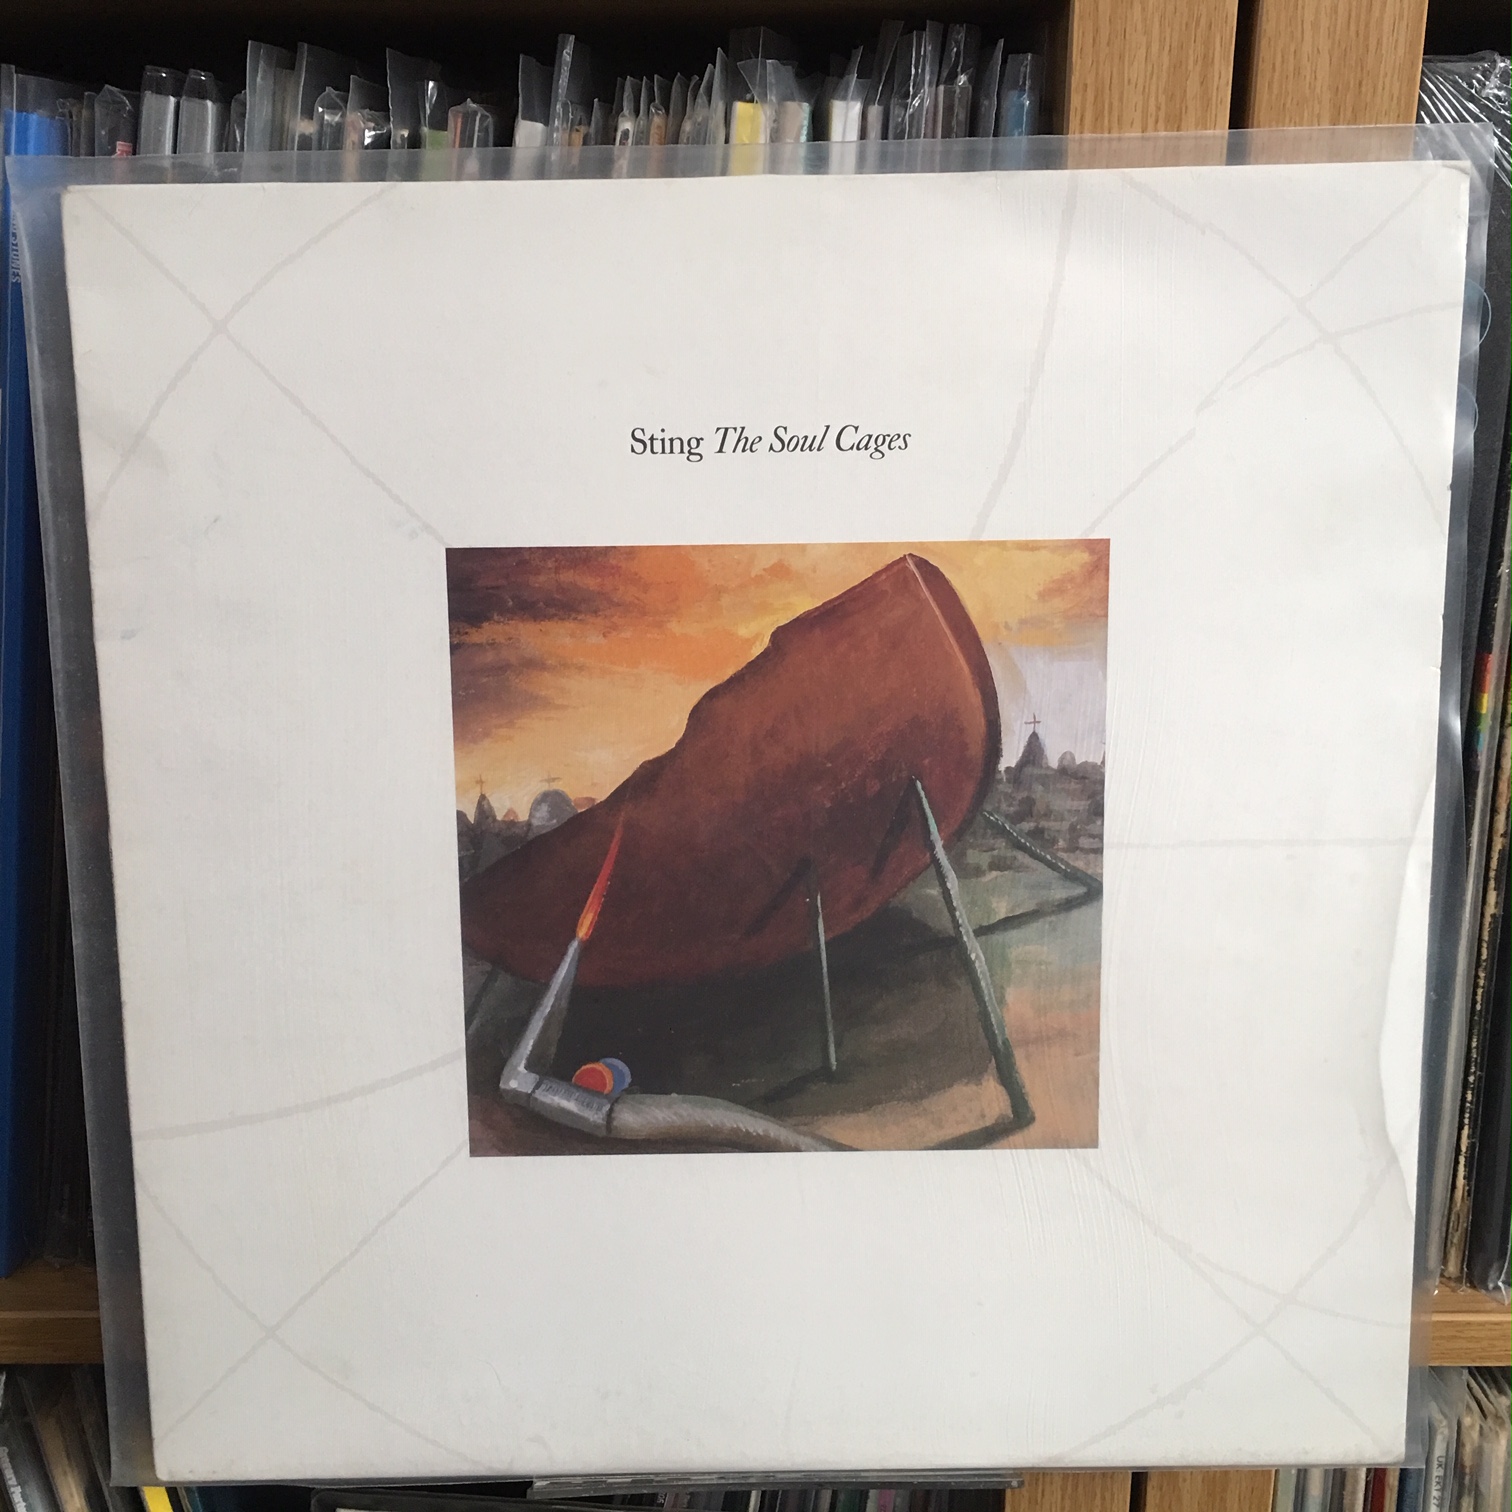 Sting The Soul Cages